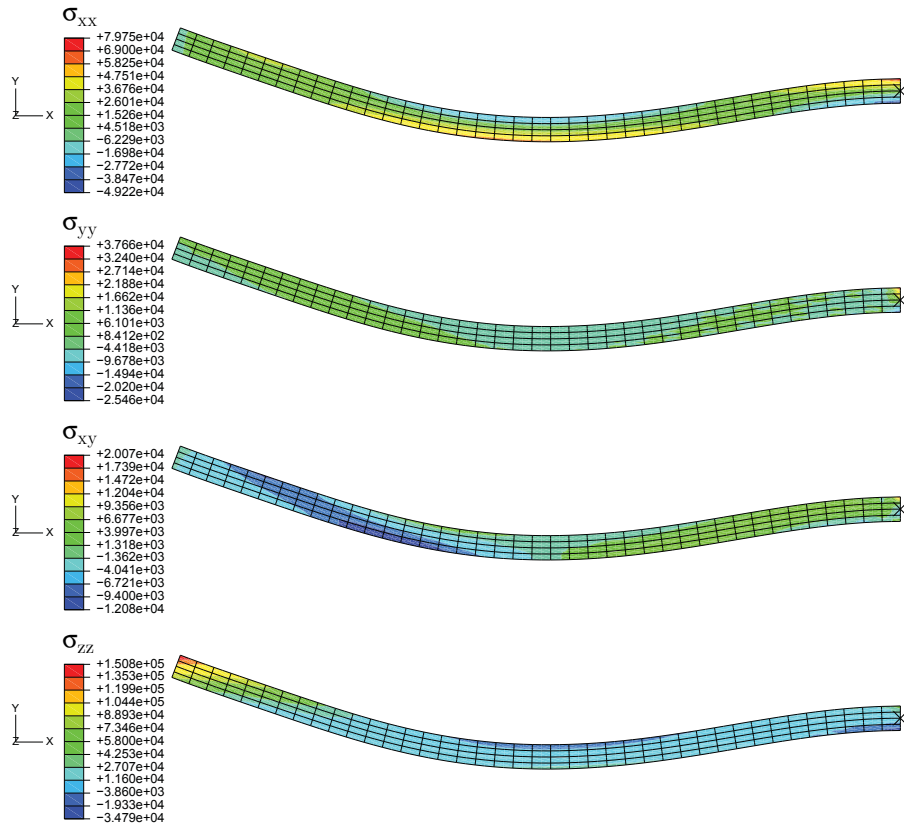 σxx
+7.975e+04
+6.900e+04
+5.825e+04
+4.751e+04
+3.676e+04
+2.601e+04
+1.526e+04
+4.518e+03
−6.229e+03
−1.698e+04
−2.772e+04
−3.847e+04
−4.922e+04
Y
Z X
σyy
+3.766e+04
+3.240e+04
+2.714e+04
+2.188e+04
+1.662e+04
+1.136e+04
+6.101e+03
+8.412e+02
−4.418e+03
−9.678e+03
−1.494e+04
−2.020e+04
−2.546e+04
Y
Z X
σxy
+2.007e+04
+1.739e+04
+1.472e+04
+1.204e+04
+9.356e+03
+6.677e+03
+3.997e+03
+1.318e+03
−1.362e+03
−4.041e+03
−6.721e+03
−9.400e+03
−1.208e+04
Y
Z X
σzz
+1.508e+05
+1.353e+05
+1.199e+05
+1.044e+05
+8.893e+04
+7.346e+04
+5.800e+04
+4.253e+04
+2.707e+04
+1.160e+04
−3.860e+03
−1.933e+04
−3.479e+04
Y
Z X